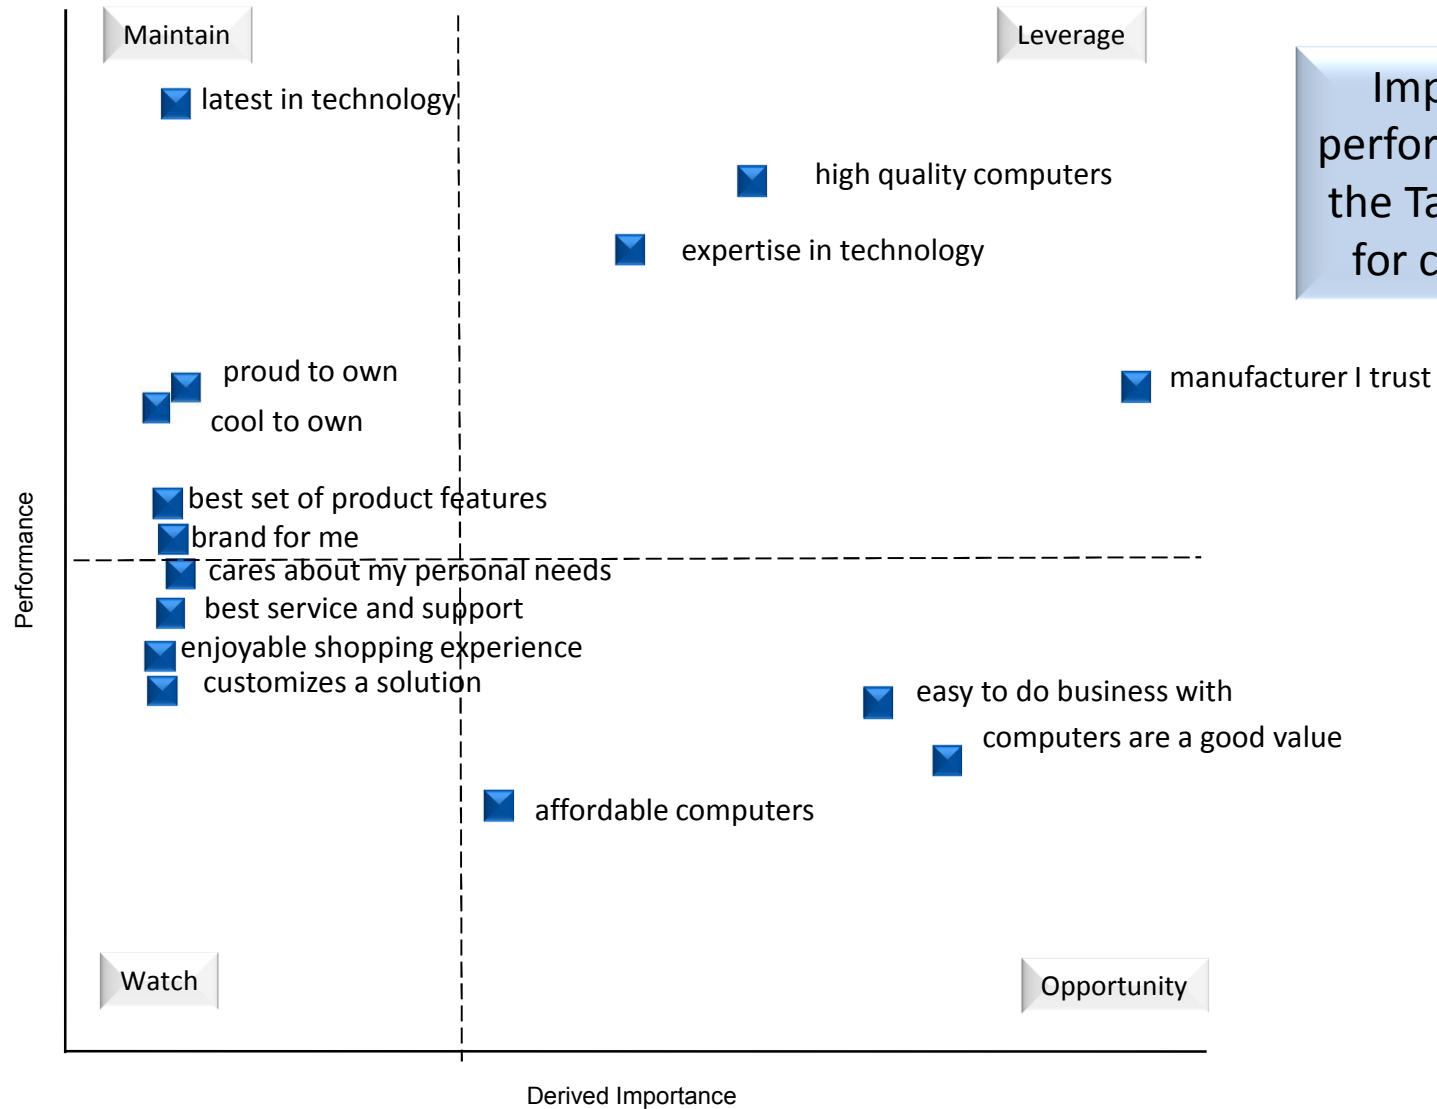 Maintain
Leverage
latest in technology
high quality computers
expertise in technology
the
for
manufacturer I trust
proud to own
cool to own
best set of product features
brand for me
cares about my personal needs
best service and support
enjoyable shopping experience
customizes a solution
easy to do business with
computers are a good value
affordable computers
Watch
Opportunity
Performance
Derived Importance